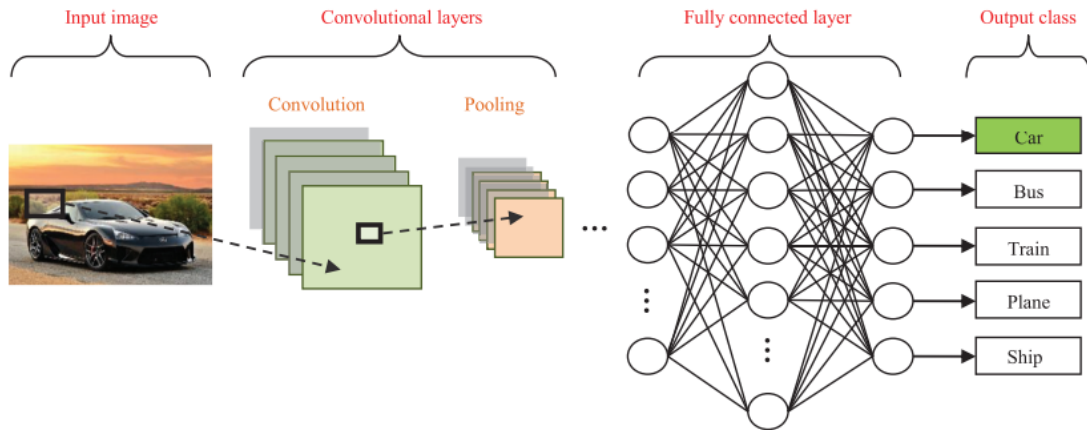 Input image
Convolutional layers
Fully connected layer
Output class
Convolution
Pooling
Car
Bus
Train
Plane
Ship